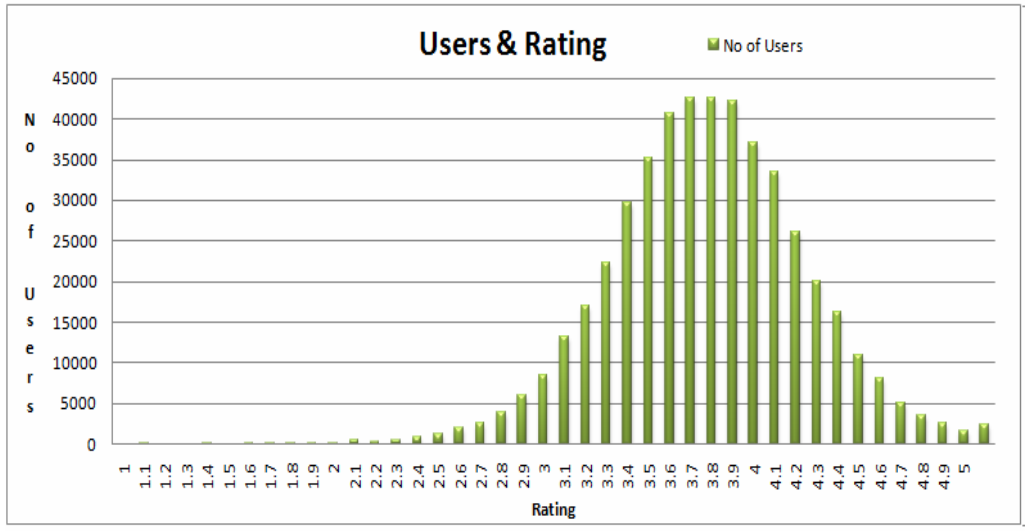 Users & Rating
No of Users
No of Users
45000
40000
35000
30000
25000
20000
15000
10000
5000
0
1 1.1 1.2 1.3 1.4 1.5 1.6 1.7 1.8 1.9 2 2.1 2.2 2.3 2.4 2.5 2.6 2.7 2.8 2.9 3 3.1 3.2 3.3 3.4 3.5 3.6 3.7 3.8 3.9 4 4.1 4.2 4.3 4.4 4.5 4.6 4.7 4.8 4.9 5
Rating